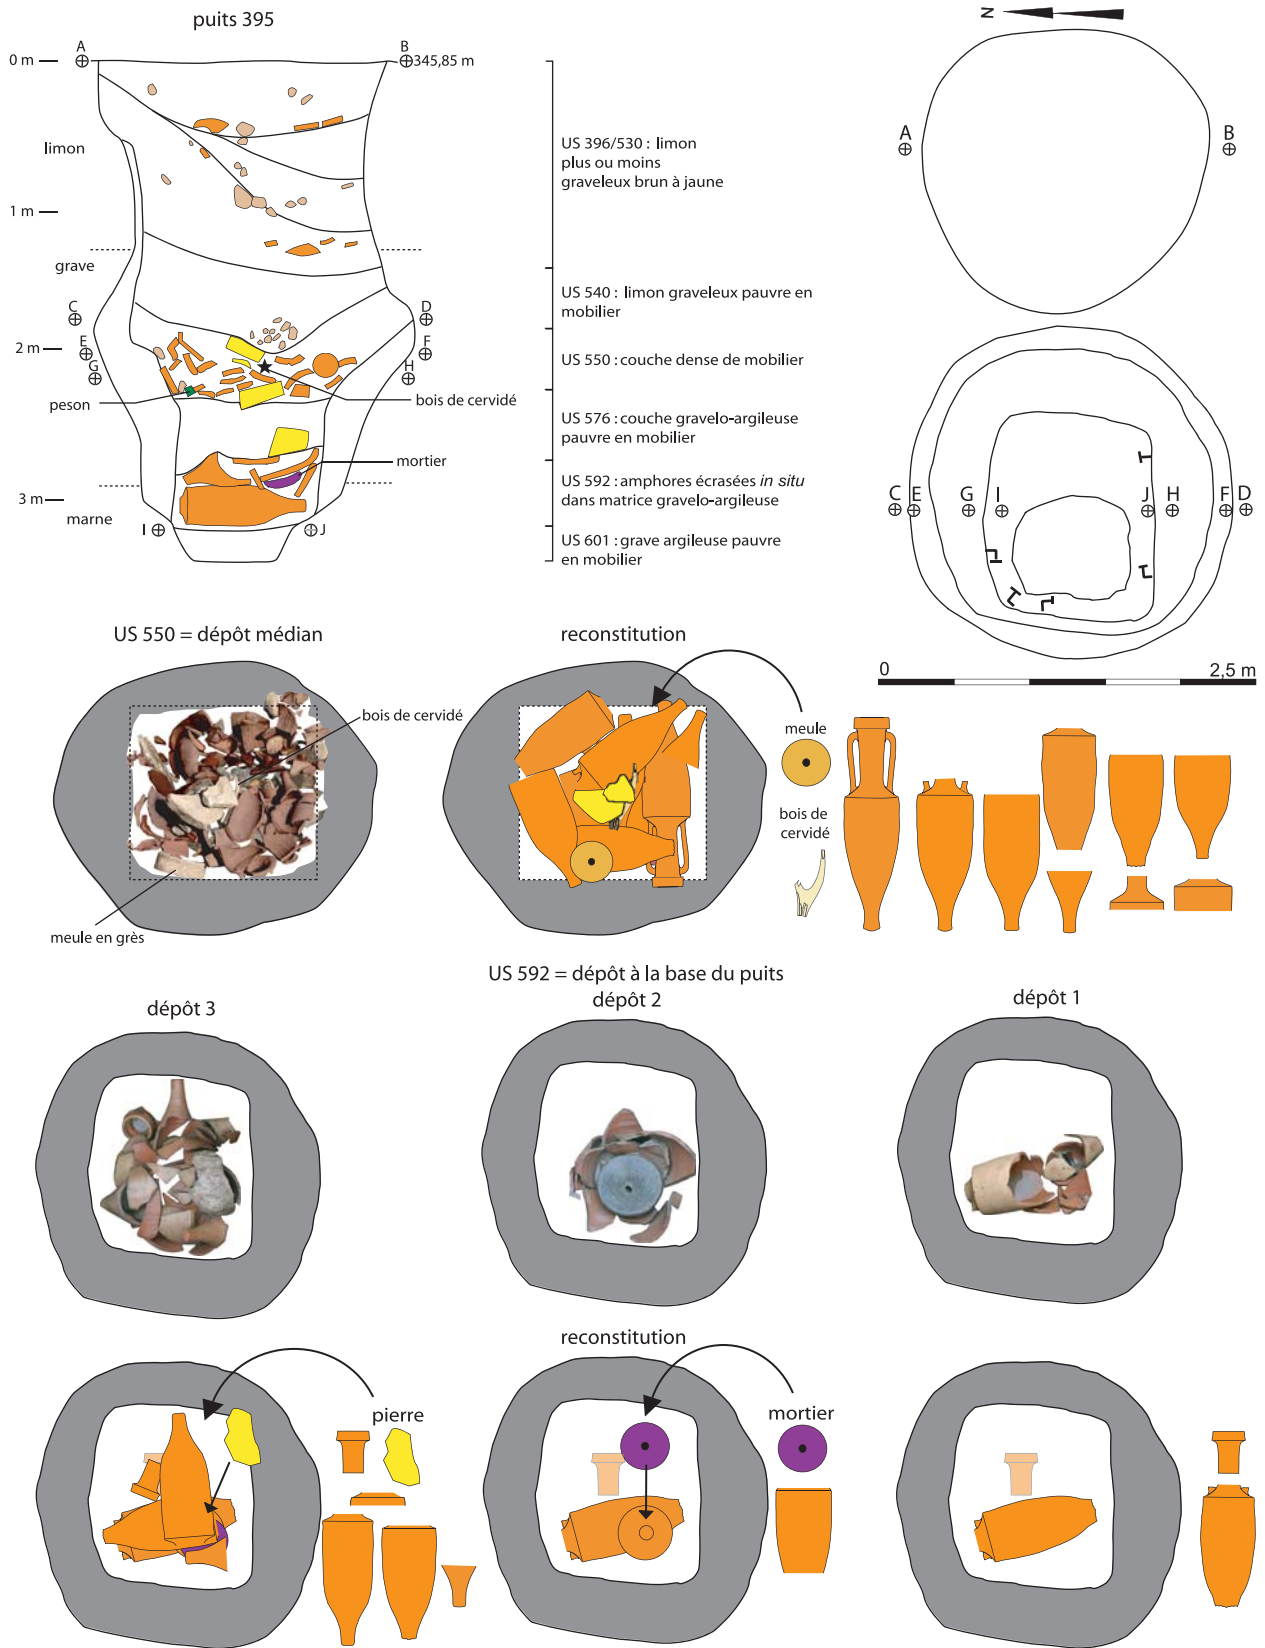 puits 395
N
A
B
0 m
345,85 m
limon
1 m
grave
C
D
2 m
E
F
G
H
peson
bois de cervidé
mortier
3 m
marne
I
J
US 396/530 : limon
plus ou moins
graveleux brun à jaune
US 540 : limon graveleux pauvre en
mobilier
US 550 : couche dense de mobilier
US 576 : couche gravelo-argileuse
pauvre en mobilier
US 592 : amphores écrasées in situ
dans matrice gravelo-argileuse
US 601 : grave argileuse pauvre
en mobilier
A
B
C
E
G
I
J
H
F
D
0
2,5 m
US 550 = dépôt médian
reconstitution
bois de cervidé
meule en grès
meule
bois de
cervidé
US 592 = dépôt à la base du puits
dépôt 3
dépôt 2
dépôt 1
reconstitution
pierre
mortier